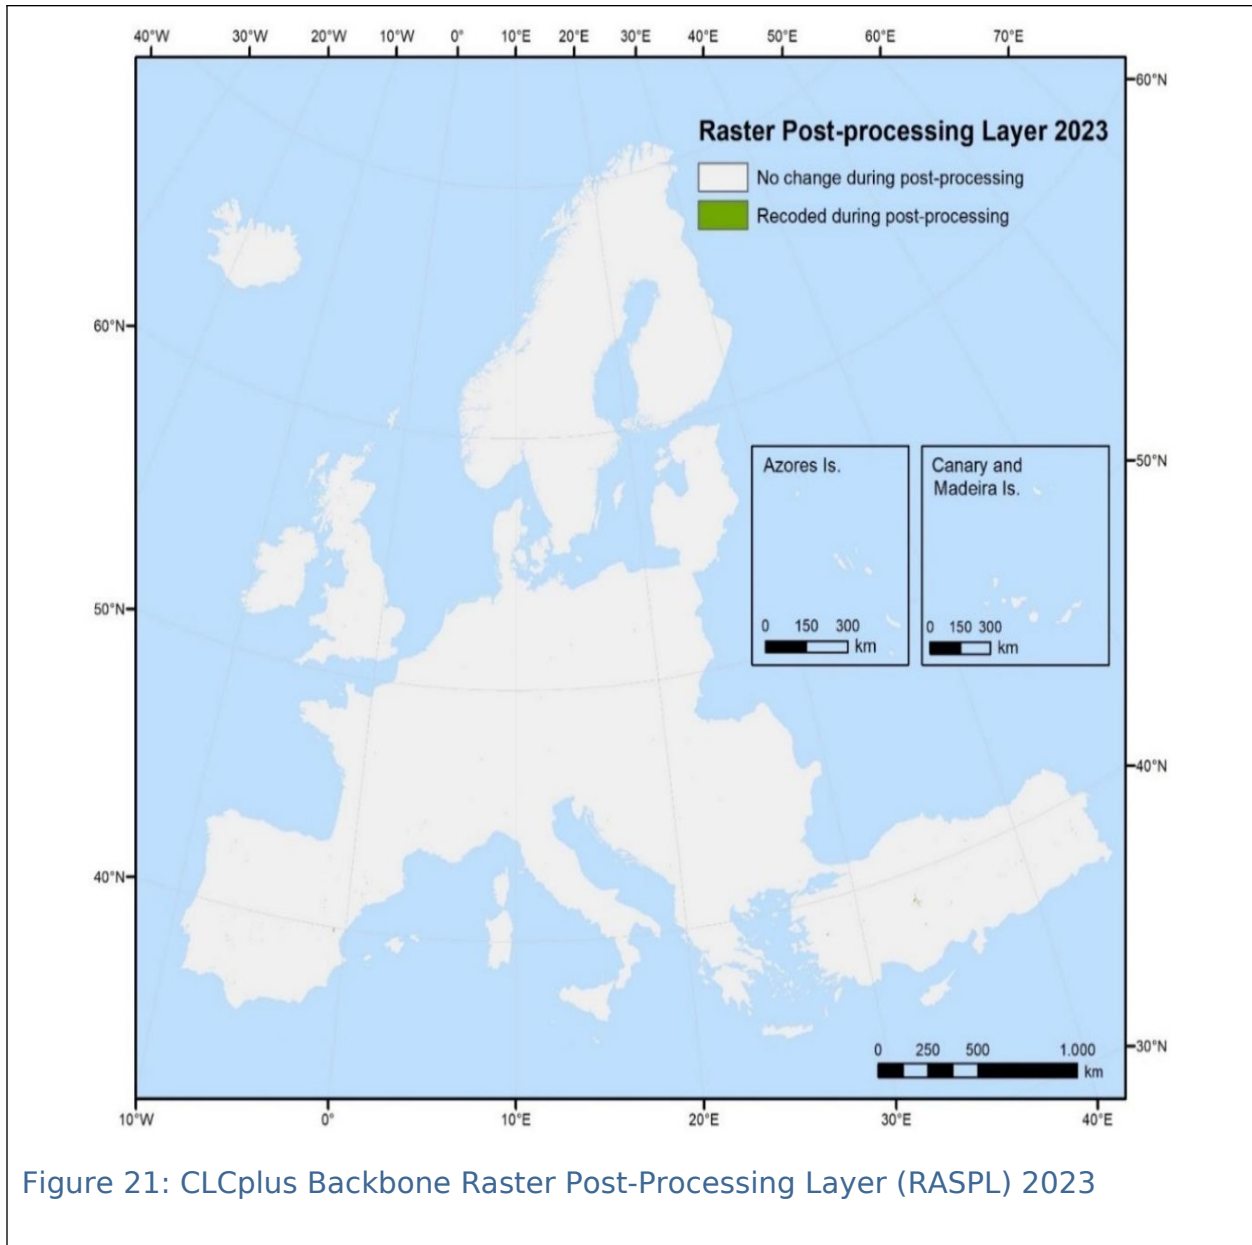 40°W 30°W 20°W 10°W 0° 10°E 20°E 30°E 40°E 50°E 60°E 70°E
60°N
Raster Post-processing Layer 2023
No change during post-processing
Recoded during post-processing
60°N
50°N
Azores Is.
Canary and
Madeira Is.
50°N
0 150 300
km
0 150 300
km
40°N
40°N
30°N
0 250 500 1.000
km
10°W 0° 10°E 20°E 30°E 40°E
Figure 21: CLCplus Backbone Raster Post-Processing Layer (RASPL) 2023